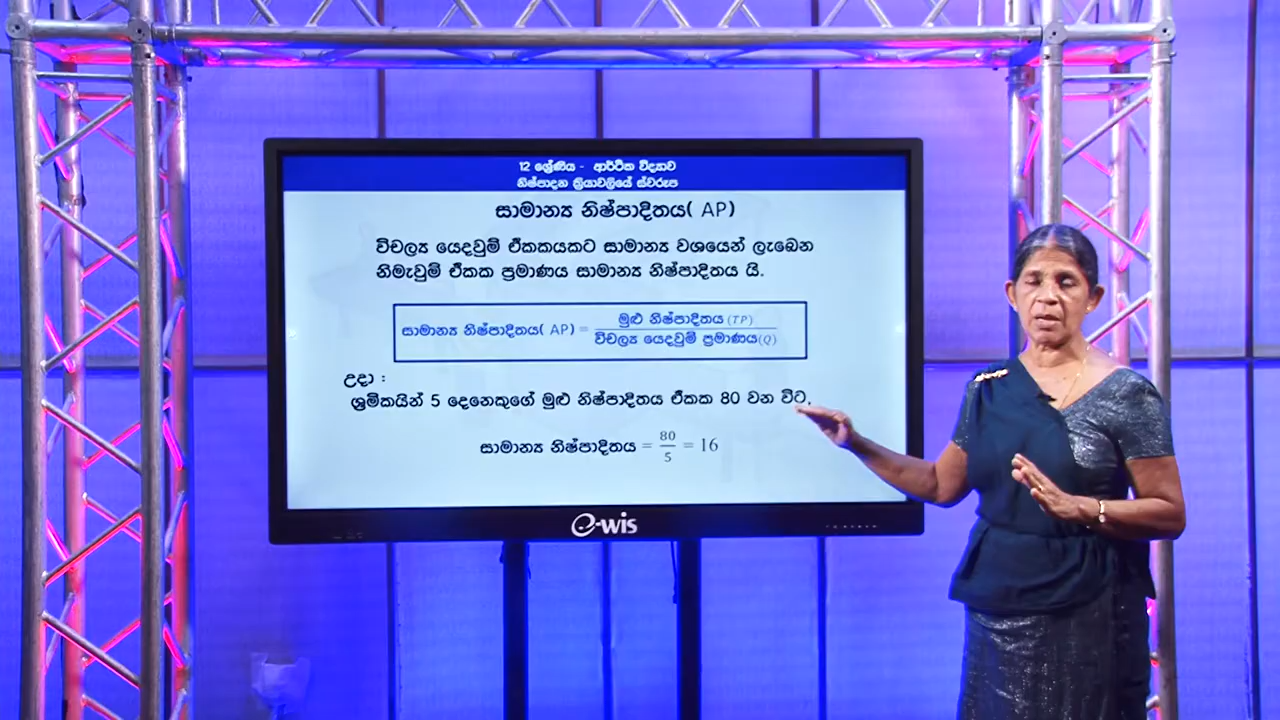 12 ශ්‍රේණිය - ආර්ථික විද්‍යාව
නිෂ්පාදන ක්‍රියාවලියේ ස්වරූප
සාමාන්‍ය නිෂ්පාදිතය( AP)
විචල්‍ය යෙදවුම් ඒකකයකට සාමාන්‍ය වශයෙන් ලැබෙන
නිමැවුම් ඒකක ප්‍රමාණය සාමාන්‍ය නිෂ්පාදිතය යි.
සාමාන්‍ය නිෂ්පාදිතය( AP) = මුළු නිෂ්පාදිතය (TP) / විචල්‍ය යෙදවුම් ප්‍රමාණය(Q)
උදා :
ශ්‍රමිකයින් 5 දෙනෙකුගේ මුළු නිෂ්පාදිතය ඒකක 80 වන විට,
සාමාන්‍ය නිෂ්පාදිතය = 80 / 5 = 16
e-wis